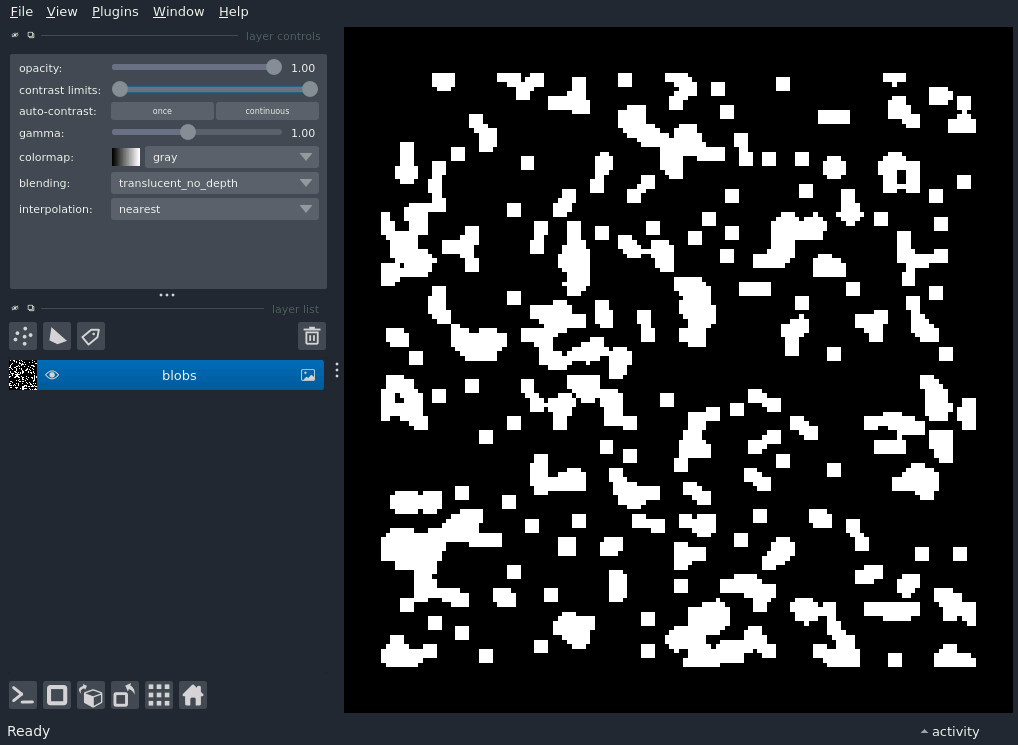 File View Plugins Window Help
layer controls
opacity: 1.00
contrast limits:
auto-contrast: once continuous
gamma: 1.00
colormap: gray
blending: translucent_no_depth
interpolation: nearest
layer list
blobs
Ready activity